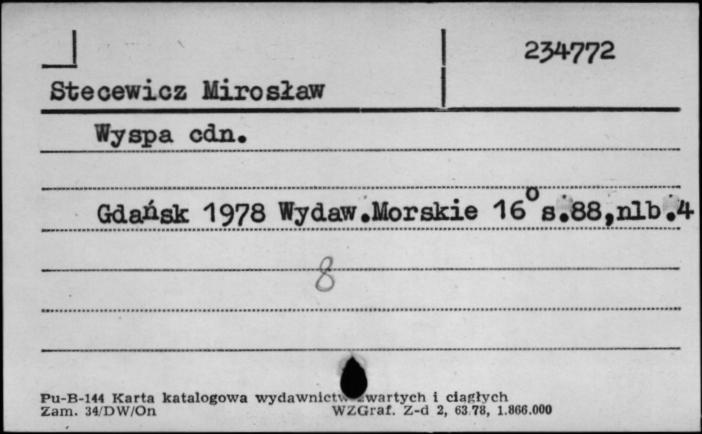 234772
Stecewicz Mirosław
Wyspa cdn.
Gdańsk 1978 Wydaw.Morskie 16° s.88,nlb.4
8
Pu-B-144 Karta katalogowa wydawnictw zwartych i ciągłych
Zam. 34/DW/On WZGraf. Z-d 2, 63.78, 1.866.000